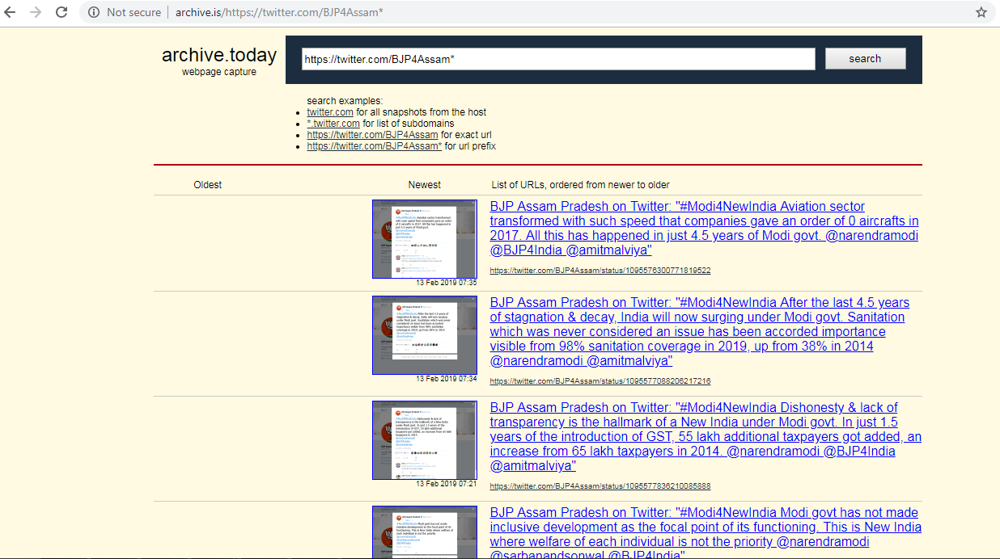 Not secure | archive.is/https://twitter.com/BJP4Assam*
archive.today
webpage capture
https://twitter.com/BJP4Assam*
search
search examples:
twitter.com for all snapshots from the host
*.twitter.com for list of subdomains
https://twitter.com/BJP4Assam for exact url
https://twitter.com/BJP4Assam* for url prefix
Oldest
Newest
List of URLs, ordered from newer to older
BJP Assam Pradesh on Twitter: "#Modi4NewIndia Aviation sector
transformed with such speed that companies gave an order of 0 aircrafts in
2017. All this has happened in just 4.5 years of Modi govt. @narendramodi
@BJP4India @amitmalviya"
https://twitter.com/BJP4Assam/status/1095576300771819522
13 Feb 2019 07:35
BJP Assam Pradesh on Twitter: "#Modi4NewIndia After the last 4.5 years
of stagnation & decay, India will now surging under Modi govt. Sanitation
which was never considered an issue has been accorded importance
visible from 98% sanitation coverage in 2019, up from 38% in 2014
@narendramodi @amitmalviya"
https://twitter.com/BJP4Assam/status/1095577088206217216
13 Feb 2019 07:34
BJP Assam Pradesh on Twitter: "#Modi4NewIndia Dishonesty & lack of
transparency is the hallmark of a New India under Modi govt. In just 1.5
years of the introduction of GST, 55 lakh additional taxpayers got added, an
increase from 65 lakh taxpayers in 2014. @narendramodi @BJP4India
@amitmalviya"
https://twitter.com/BJP4Assam/status/1095577836210085888
13 Feb 2019 07:21
BJP Assam Pradesh on Twitter: "#Modi4NewIndia Modi govt has not made
inclusive development as the focal point of its functioning. This is New India
where welfare of each individual is not the priority @narendramodi
@sarbanandsonwal @BJP4India"